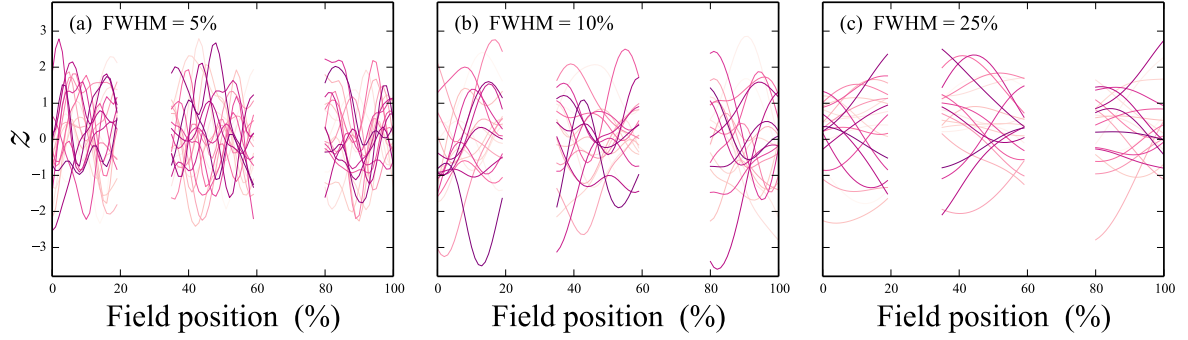 (a) FWHM = 5%
(b) FWHM = 10%
(c) FWHM = 25%
3
2
1
0
−1
−2
−3
z
0 20 40 60 80 100
0 20 40 60 80 100
0 20 40 60 80 100
Field position (%)
Field position (%)
Field position (%)